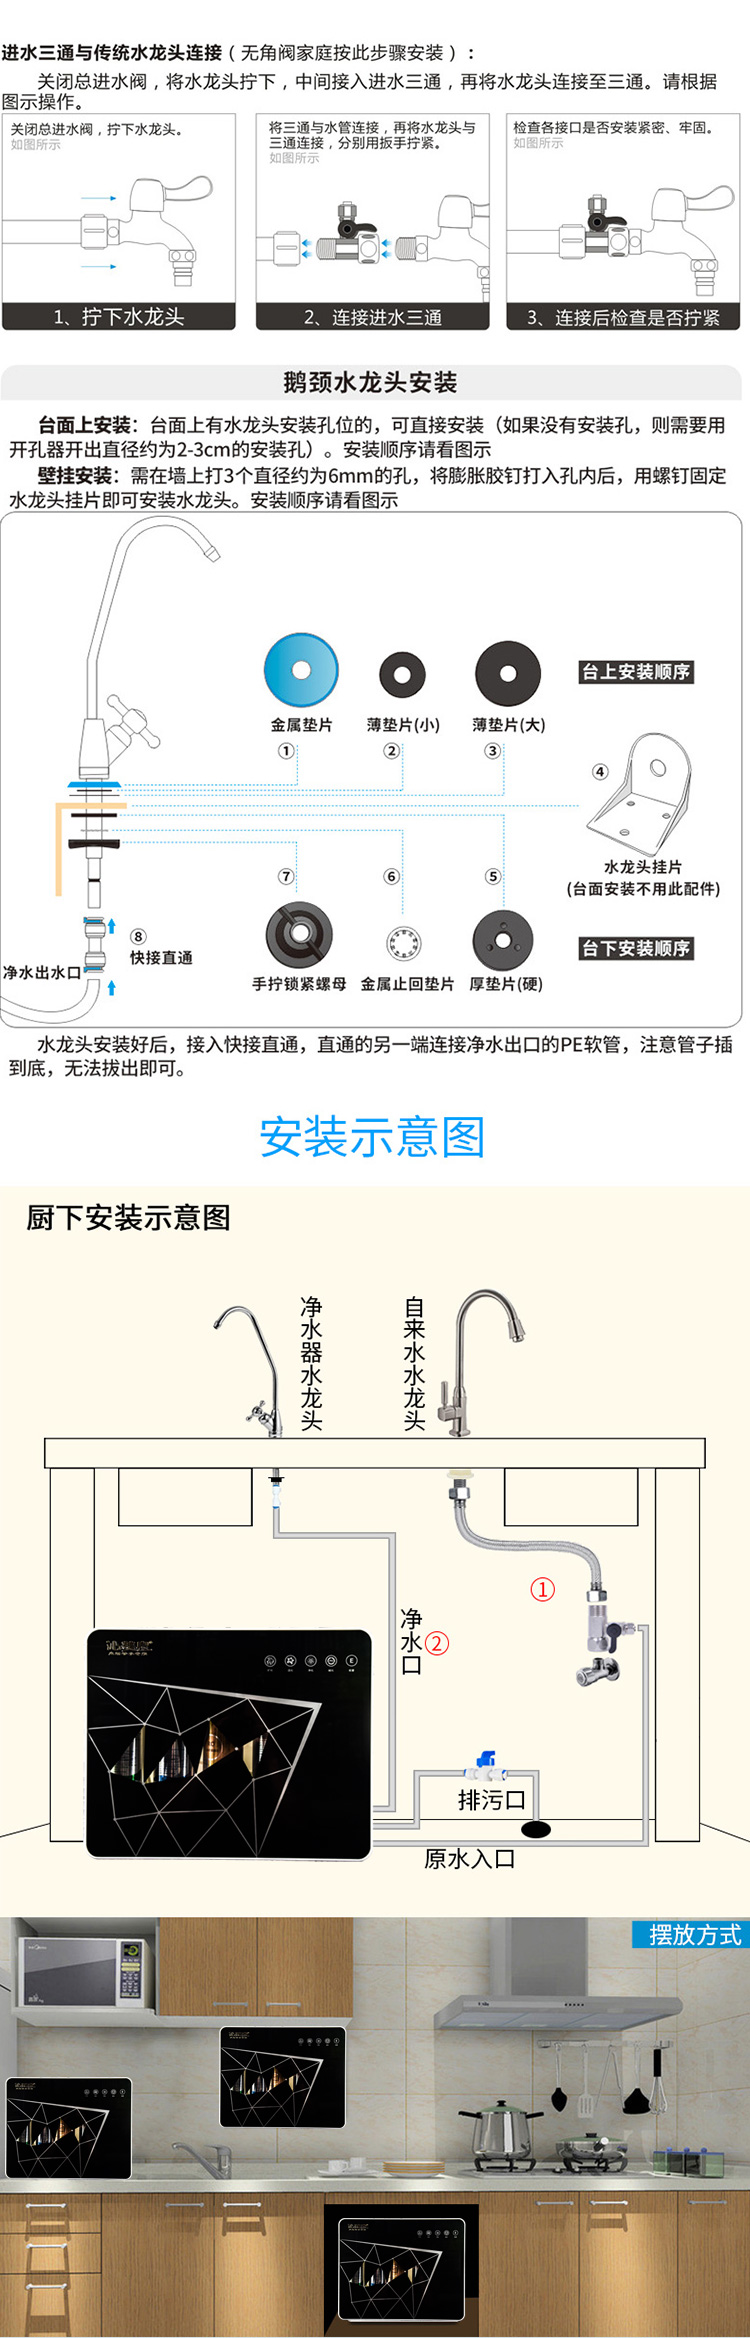 进水三通与传统水龙头连接（无角阀家庭按此步骤安装）：
关闭总进水阀，将水龙头拧下，中间接入进水三通，再将水龙头连接至三通。请根据
图示操作。
关闭总进水阀，拧下水龙头。
如图所示
1、拧下水龙头
将三通与水管连接，再将水龙头与
三通连接，分别用扳手拧紧。
如图所示
2、连接进水三通
检查各接口是否安装紧密、牢固。
如图所示
3、连接后检查是否拧紧
鹅颈水龙头安装
台面上安装：台面上有水龙头安装孔位的，可直接安装（如果没有安装孔，则需要用
开孔器开出直径约为2-3cm的安装孔）。安装顺序请看图示
壁挂安装：需在墙上打3个直径约为6mm的孔，将膨胀胶钉打入孔内后，用螺钉固定
水龙头挂片即可安装水龙头。安装顺序请看图示
金属垫片
①
薄垫片(小)
②
薄垫片(大)
③
台上安装顺序
④
水龙头挂片
(台面安装不用此配件)
⑦
手拧锁紧螺母
⑥
金属止回垫片
⑤
厚垫片(硬)
台下安装顺序
⑧
快接直通
净水出水口
水龙头安装好后，接入快接直通，直通的另一端连接净水出口的PE软管，注意管子插
到底，无法拔出即可。
安装示意图
厨下安装示意图
净水器水龙头
自来水水龙头
①
净水口
②
排污口
原水入口
摆放方式